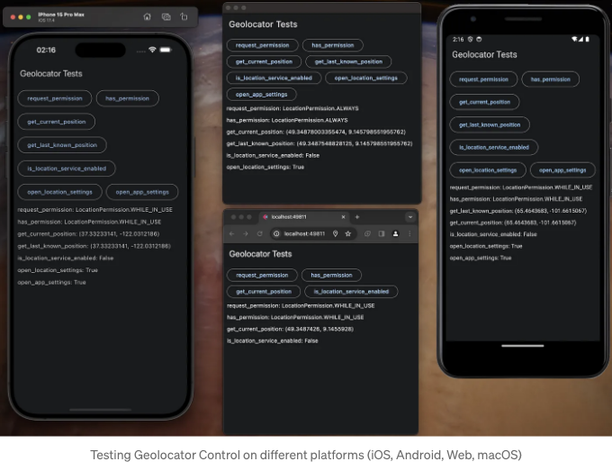 iPhone 15 Pro Max
iOS 17.4
02:16
Geolocator Tests
request_permission
has_permission
get_current_position
get_last_known_position
is_location_service_enabled
open_location_settings
open_app_settings
request_permission: LocationPermission.WHILE_IN_USE
has_permission: LocationPermission.WHILE_IN_USE
get_current_position: (37.33233141, -122.0312186)
get_last_known_position: (37.33233141, -122.0312186)
is_location_service_enabled: False
open_location_settings: True
open_app_settings: True
Geolocator Tests
request_permission
has_permission
get_current_position
get_last_known_position
is_location_service_enabled
open_location_settings
open_app_settings
request_permission: LocationPermission.ALWAYS
has_permission: LocationPermission.ALWAYS
get_current_position: (49.34878003355474, 9.145798551955762)
get_last_known_position: (49.3487548828125, 9.145798551955762)
is_location_service_enabled: False
open_location_settings: True
localhost:49811
localhost:49811
Geolocator Tests
request_permission
has_permission
get_current_position
is_location_service_enabled
request_permission: LocationPermission.WHILE_IN_USE
has_permission: LocationPermission.WHILE_IN_USE
get_current_position: (49.3487426, 9.1455928)
is_location_service_enabled: False
2:16
Geolocator Tests
request_permission
has_permission
get_current_position
get_last_known_position
is_location_service_enabled
open_location_settings
open_app_settings
request_permission: LocationPermission.WHILE_IN_USE
has_permission: LocationPermission.WHILE_IN_USE
get_last_known_position: (65.4643683, -101.6615067)
get_current_position: (65.4643683, -101.6615067)
is_location_service_enabled: False
open_location_settings: True
open_app_settings: True
Testing Geolocator Control on different platforms (iOS, Android, Web, macOS)